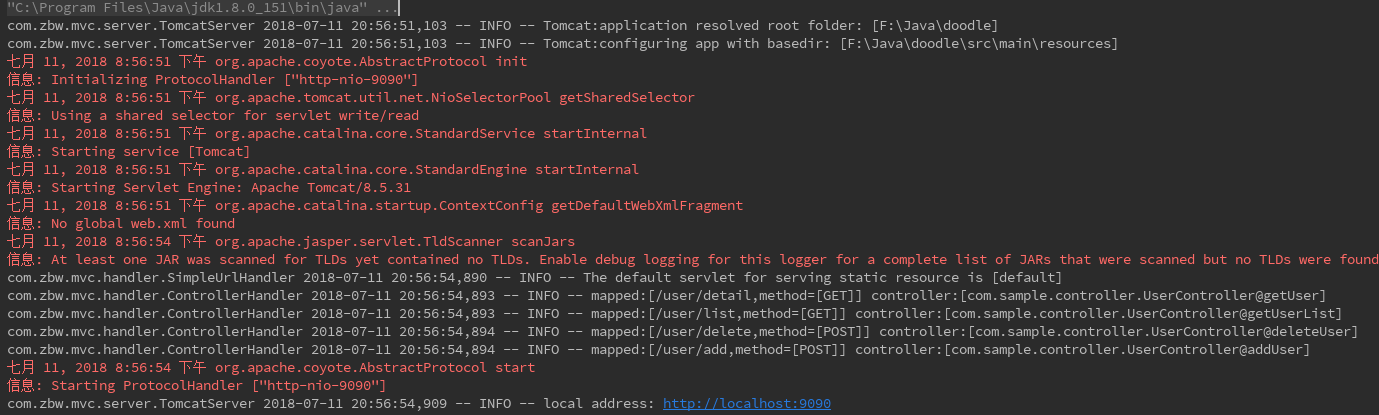 "C:\Program Files\Java\jdk1.8.0_151\bin\java" ...
com.zbw.mvc.server.TomcatServer 2018-07-11 20:56:51,103 -- INFO -- Tomcat:application resolved root folder: [F:\Java\doodle]
com.zbw.mvc.server.TomcatServer 2018-07-11 20:56:51,103 -- INFO -- Tomcat:configuring app with basedir: [F:\Java\doodle\src\main\resources]
七月 11, 2018 8:56:51 下午 org.apache.coyote.AbstractProtocol init
信息: Initializing ProtocolHandler ["http-nio-9090"]
七月 11, 2018 8:56:51 下午 org.apache.tomcat.util.net.NioSelectorPool getSharedSelector
信息: Using a shared selector for servlet write/read
七月 11, 2018 8:56:51 下午 org.apache.catalina.core.StandardService startInternal
信息: Starting service [Tomcat]
七月 11, 2018 8:56:51 下午 org.apache.catalina.core.StandardEngine startInternal
信息: Starting Servlet Engine: Apache Tomcat/8.5.31
七月 11, 2018 8:56:51 下午 org.apache.catalina.startup.ContextConfig getDefaultWebXmlFragment
信息: No global web.xml found
七月 11, 2018 8:56:54 下午 org.apache.jasper.servlet.TldScanner scanJars
信息: At least one JAR was scanned for TLDs yet contained no TLDs. Enable debug logging for this logger for a complete list of JARs that were scanned but no TLDs were found
com.zbw.mvc.handler.SimpleUrlHandler 2018-07-11 20:56:54,890 -- INFO -- The default servlet for serving static resource is [default]
com.zbw.mvc.handler.ControllerHandler 2018-07-11 20:56:54,893 -- INFO -- mapped:[/user/detail,method=[GET]] controller:[com.sample.controller.UserController@getUser]
com.zbw.mvc.handler.ControllerHandler 2018-07-11 20:56:54,893 -- INFO -- mapped:[/user/list,method=[GET]] controller:[com.sample.controller.UserController@getUserList]
com.zbw.mvc.handler.ControllerHandler 2018-07-11 20:56:54,894 -- INFO -- mapped:[/user/delete,method=[POST]] controller:[com.sample.controller.UserController@deleteUser]
com.zbw.mvc.handler.ControllerHandler 2018-07-11 20:56:54,894 -- INFO -- mapped:[/user/add,method=[POST]] controller:[com.sample.controller.UserController@addUser]
七月 11, 2018 8:56:54 下午 org.apache.coyote.AbstractProtocol start
信息: Starting ProtocolHandler ["http-nio-9090"]
com.zbw.mvc.server.TomcatServer 2018-07-11 20:56:54,909 -- INFO -- local address: http://localhost:9090